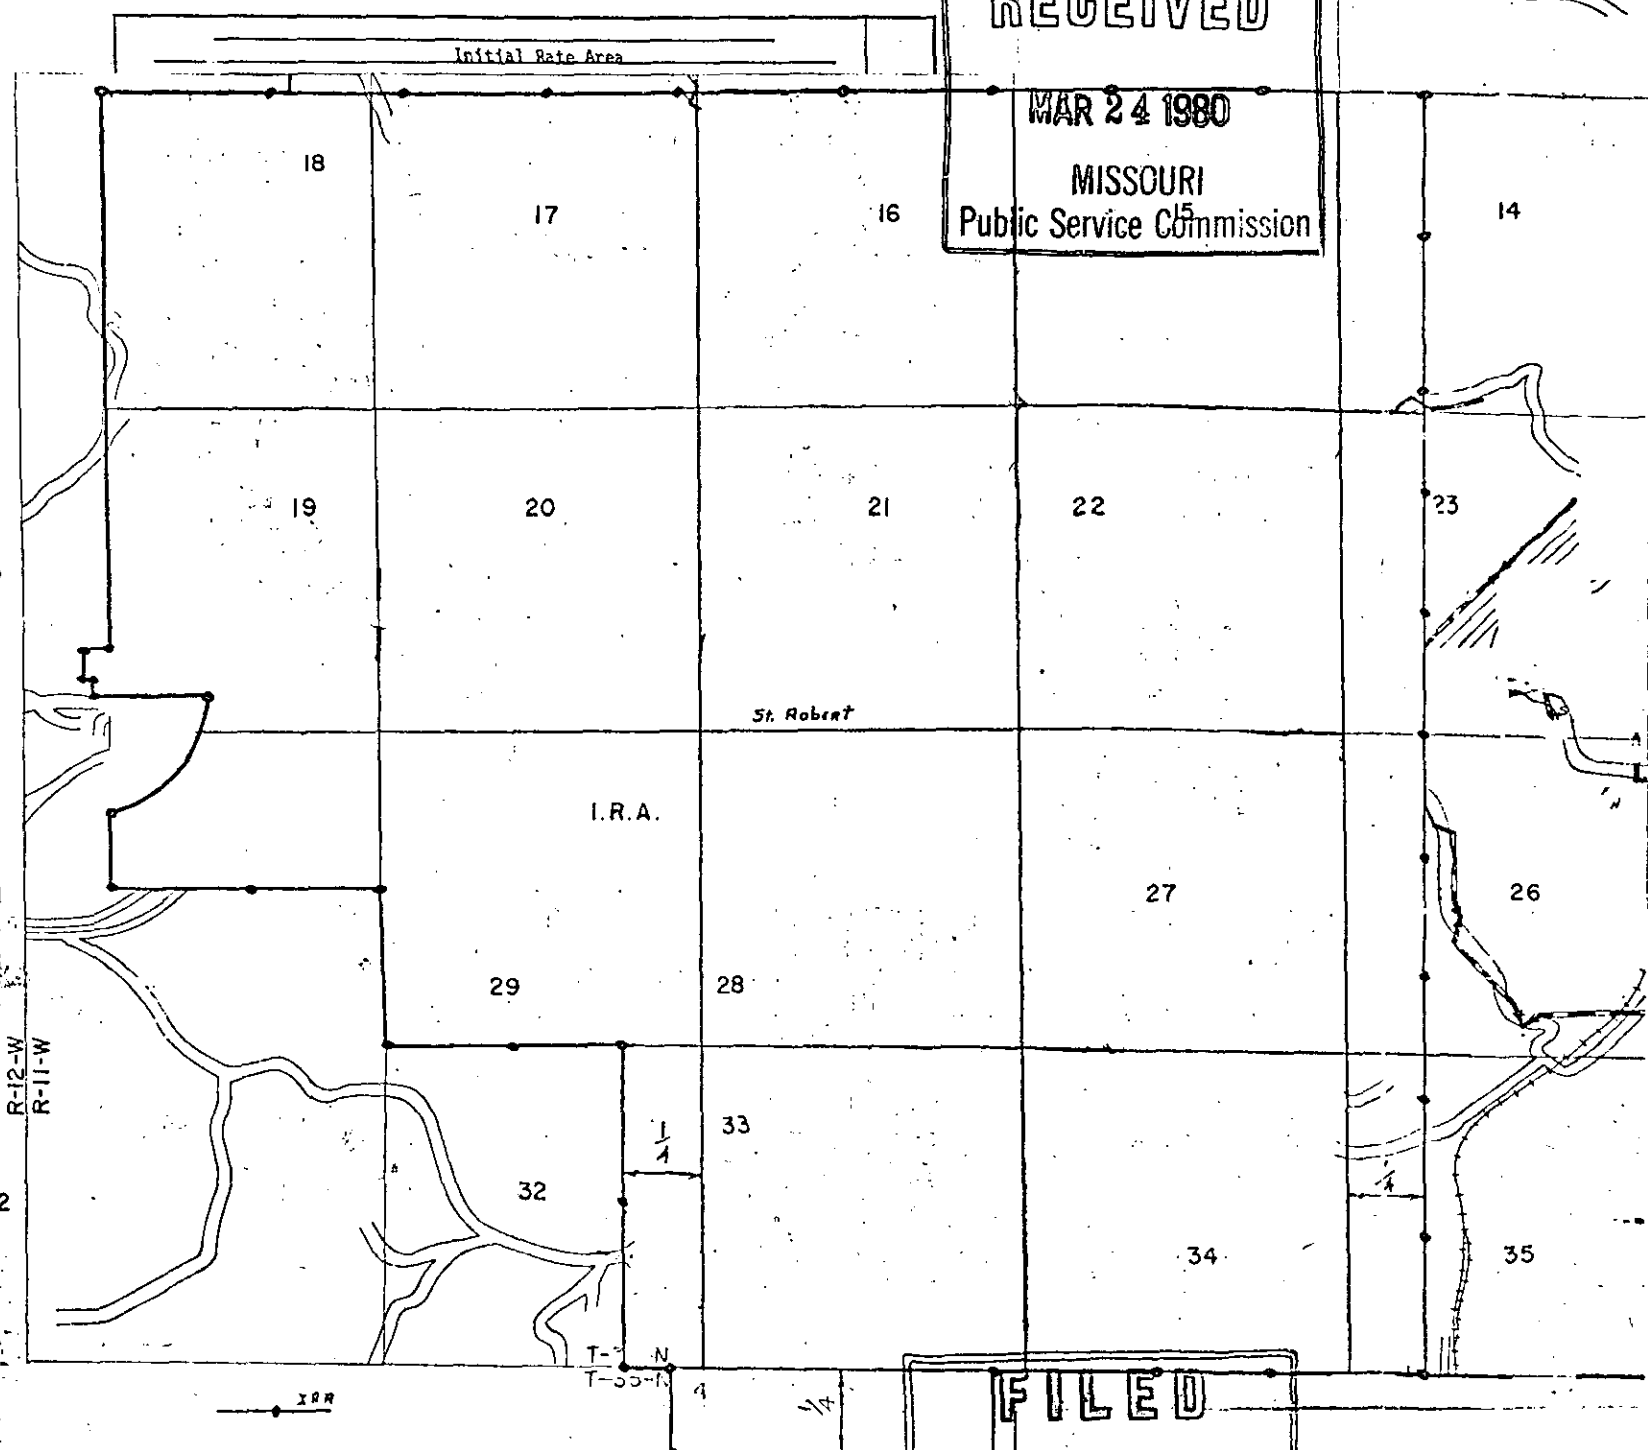 RECEIVED
Initial Rate Area
MAR 24 1980
MISSOURI
Public Service Commission
18
17
16
15
14
19
20
21
22
23
St. Robert
I.R.A.
27
26
29
28
R-12-W
R-11-W
33
1/4
32
1/4
34
35
N
IRA
1/4
FILED